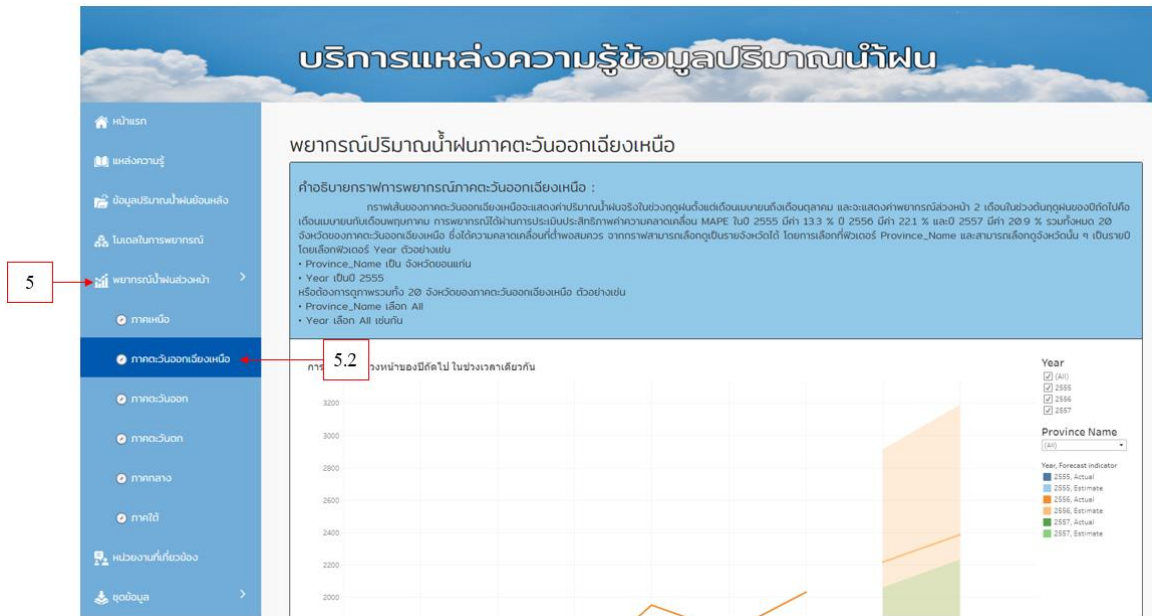 บริการแหล่งความรู้ข้อมูลปริมาณน้ำฝน
หน้าแรก
แหล่งความรู้
ข้อมูลปริมาณน้ำฝนย้อนหลัง
โมเดลในการพยากรณ์
5
พยากรณ์น้ำฝนล่วงหน้า
ภาคเหนือ
ภาคตะวันออกเฉียงเหนือ
5.2
ภาคตะวันออก
ภาคตะวันตก
ภาคกลาง
ภาคใต้
หน่วยงานที่เกี่ยวข้อง
ชุดข้อมูล
พยากรณ์ปริมาณน้ำฝนภาคตะวันออกเฉียงเหนือ
คำอธิบายกราฟการพยากรณ์ภาคตะวันออกเฉียงเหนือ :
กราฟเส้นของภาคตะวันออกเฉียงเหนือจะแสดงค่าปริมาณน้ำฝนจริงในช่วงฤดูฝนตั้งแต่เดือนเมษายนถึงเดือนตุลาคม และจะแสดงค่าพยากรณ์ล่วงหน้า 2 เดือนในช่วงต้นฤดูฝนของปีถัดไปคือ
เดือนเมษายนกับเดือนพฤษภาคม การพยากรณ์ได้ผ่านการประเมินประสิทธิภาพค่าความคลาดเคลื่อน MAPE ในปี 2555 มีค่า 13.3 % ปี 2556 มีค่า 22.1 % และปี 2557 มีค่า 20.9 % รวมทั้งหมด 20
จังหวัดของภาคตะวันออกเฉียงเหนือ ซึ่งได้ความคลาดเคลื่อนที่ต่ำพอสมควร จากกราฟสามารถเลือกดูเป็นรายจังหวัดได้ โดยการเลือกที่ฟิวเตอร์ Province_Name และสามารถเลือกดูจังหวัดนั้น ๆ เป็นรายปี
โดยเลือกฟิวเตอร์ Year ตัวอย่างเช่น
• Province_Name เป็น จังหวัดขอนแก่น
• Year เป็นปี 2555
หรือต้องการดูภาพรวมทั้ง 20 จังหวัดของภาคตะวันออกเฉียงเหนือ ตัวอย่างเช่น
• Province_Name เลือก All
• Year เลือก All เช่นกัน
การ วงหน้าของปีถัดไป ในช่วงเวลาเดียวกัน
3200
3000
2800
2600
2400
2200
2000
Year
(All)
2555
2556
2557
Province Name
(All)
Year, Forecast indicator
2555, Actual
2555, Estimate
2556, Actual
2556, Estimate
2557, Actual
2557, Estimate